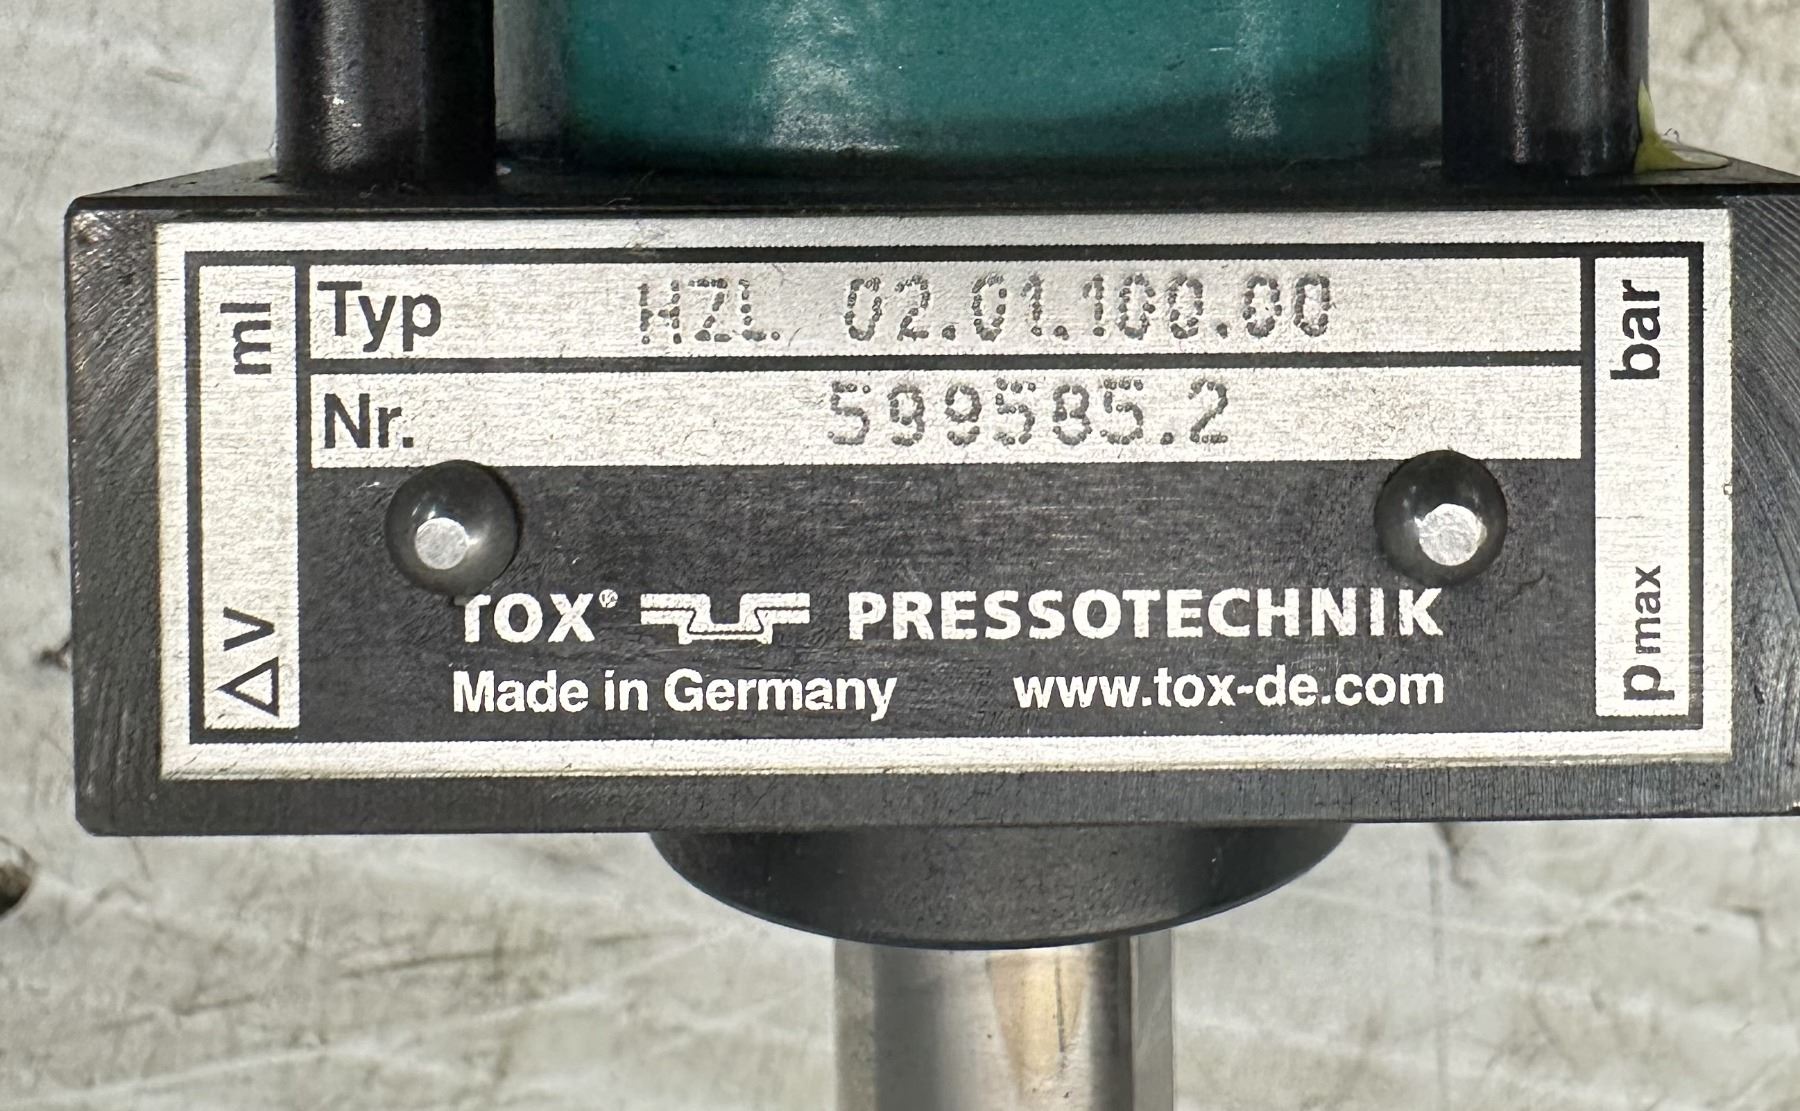 ΔV ml
Typ HZL 02.01.100.00
Nr. 599585.2
TOX® PRESSOTECHNIK
Made in Germany www.tox-de.com
pmax bar